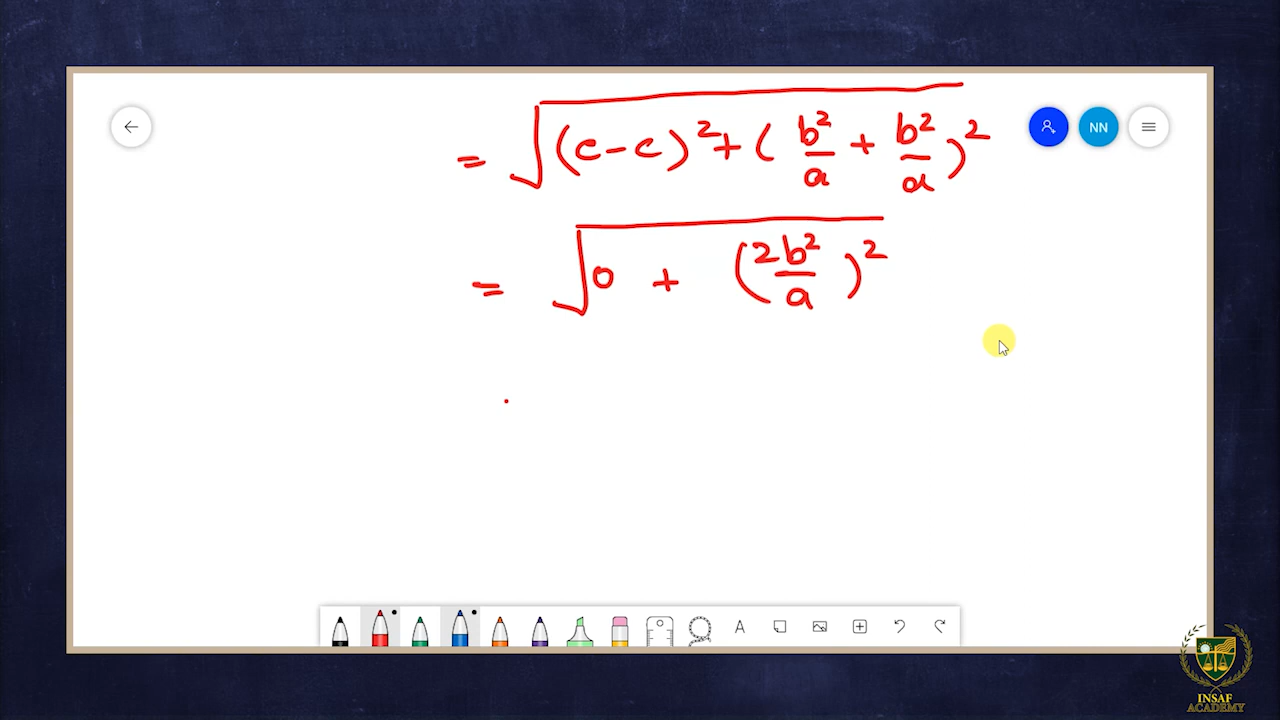 NN
= √(c-c)² + (b²/a + b²/a)²
= √0 + (2b²/a)²
A
INSAF
ACADEMY